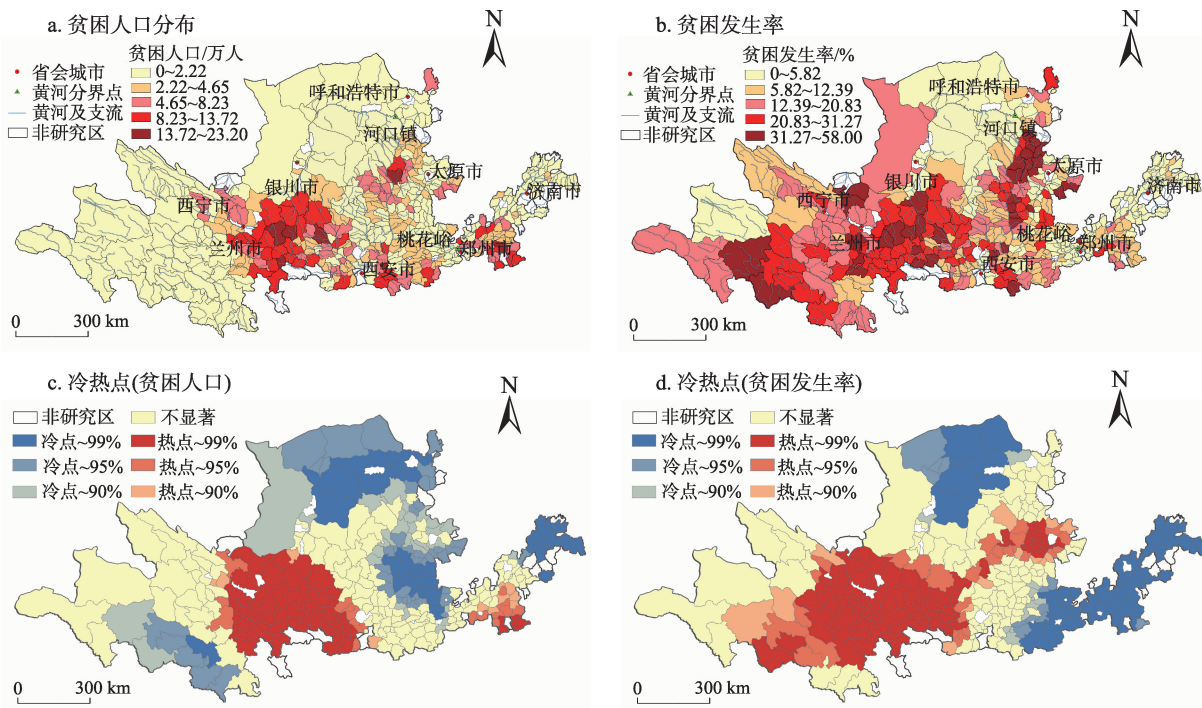 a. 贫困人口分布
N
贫困人口/万人
省会城市
黄河分界点
黄河及支流
非研究区
0~2.22
2.22~4.65
4.65~8.23
8.23~13.72
13.72~23.20
呼和浩特市
河口镇
太原市
银川市
济南市
西宁市
兰州市
桃花峪
郑州市
西安市
0 300 km
b. 贫困发生率
N
贫困发生率/%
省会城市
黄河分界点
黄河及支流
非研究区
0~5.82
5.82~12.39
12.39~20.83
20.83~31.27
31.27~58.00
呼和浩特市
河口镇
太原市
银川市
济南市
西宁市
兰州市
桃花峪
郑州市
西安市
0 300 km
c. 冷热点(贫困人口)
N
非研究区 不显著
冷点~99% 热点~99%
冷点~95% 热点~95%
冷点~90% 热点~90%
0 300 km
d. 冷热点(贫困发生率)
N
非研究区 不显著
冷点~99% 热点~99%
冷点~95% 热点~95%
冷点~90% 热点~90%
0 300 km